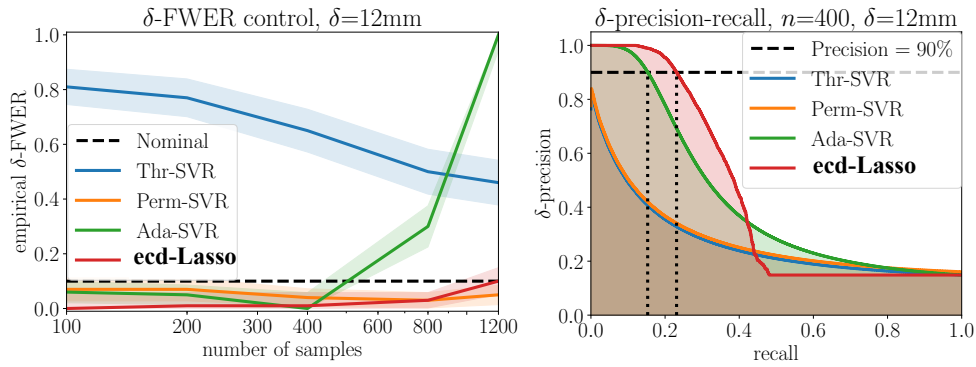 δ-FWER control, δ=12mm
empirical δ-FWER
1.0
0.8
0.6
0.4
0.2
0.0
Nominal
Thr-SVR
Perm-SVR
Ada-SVR
ecd-Lasso
100 200 300 400 600 800 1200
number of samples
δ-precision-recall, n=400, δ=12mm
δ-precision
1.0
0.8
0.6
0.4
0.2
0.0
Precision = 90%
Thr-SVR
Perm-SVR
Ada-SVR
ecd-Lasso
0.0 0.2 0.4 0.6 0.8 1.0
recall